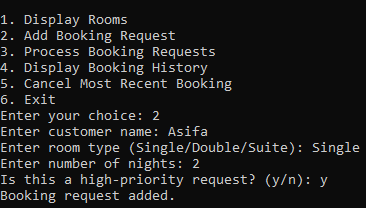 1. Display Rooms
2. Add Booking Request
3. Process Booking Requests
4. Display Booking History
5. Cancel Most Recent Booking
6. Exit
Enter your choice: 2
Enter customer name: Asifa
Enter room type (Single/Double/Suite): Single
Enter number of nights: 2
Is this a high-priority request? (y/n): y
Booking request added.